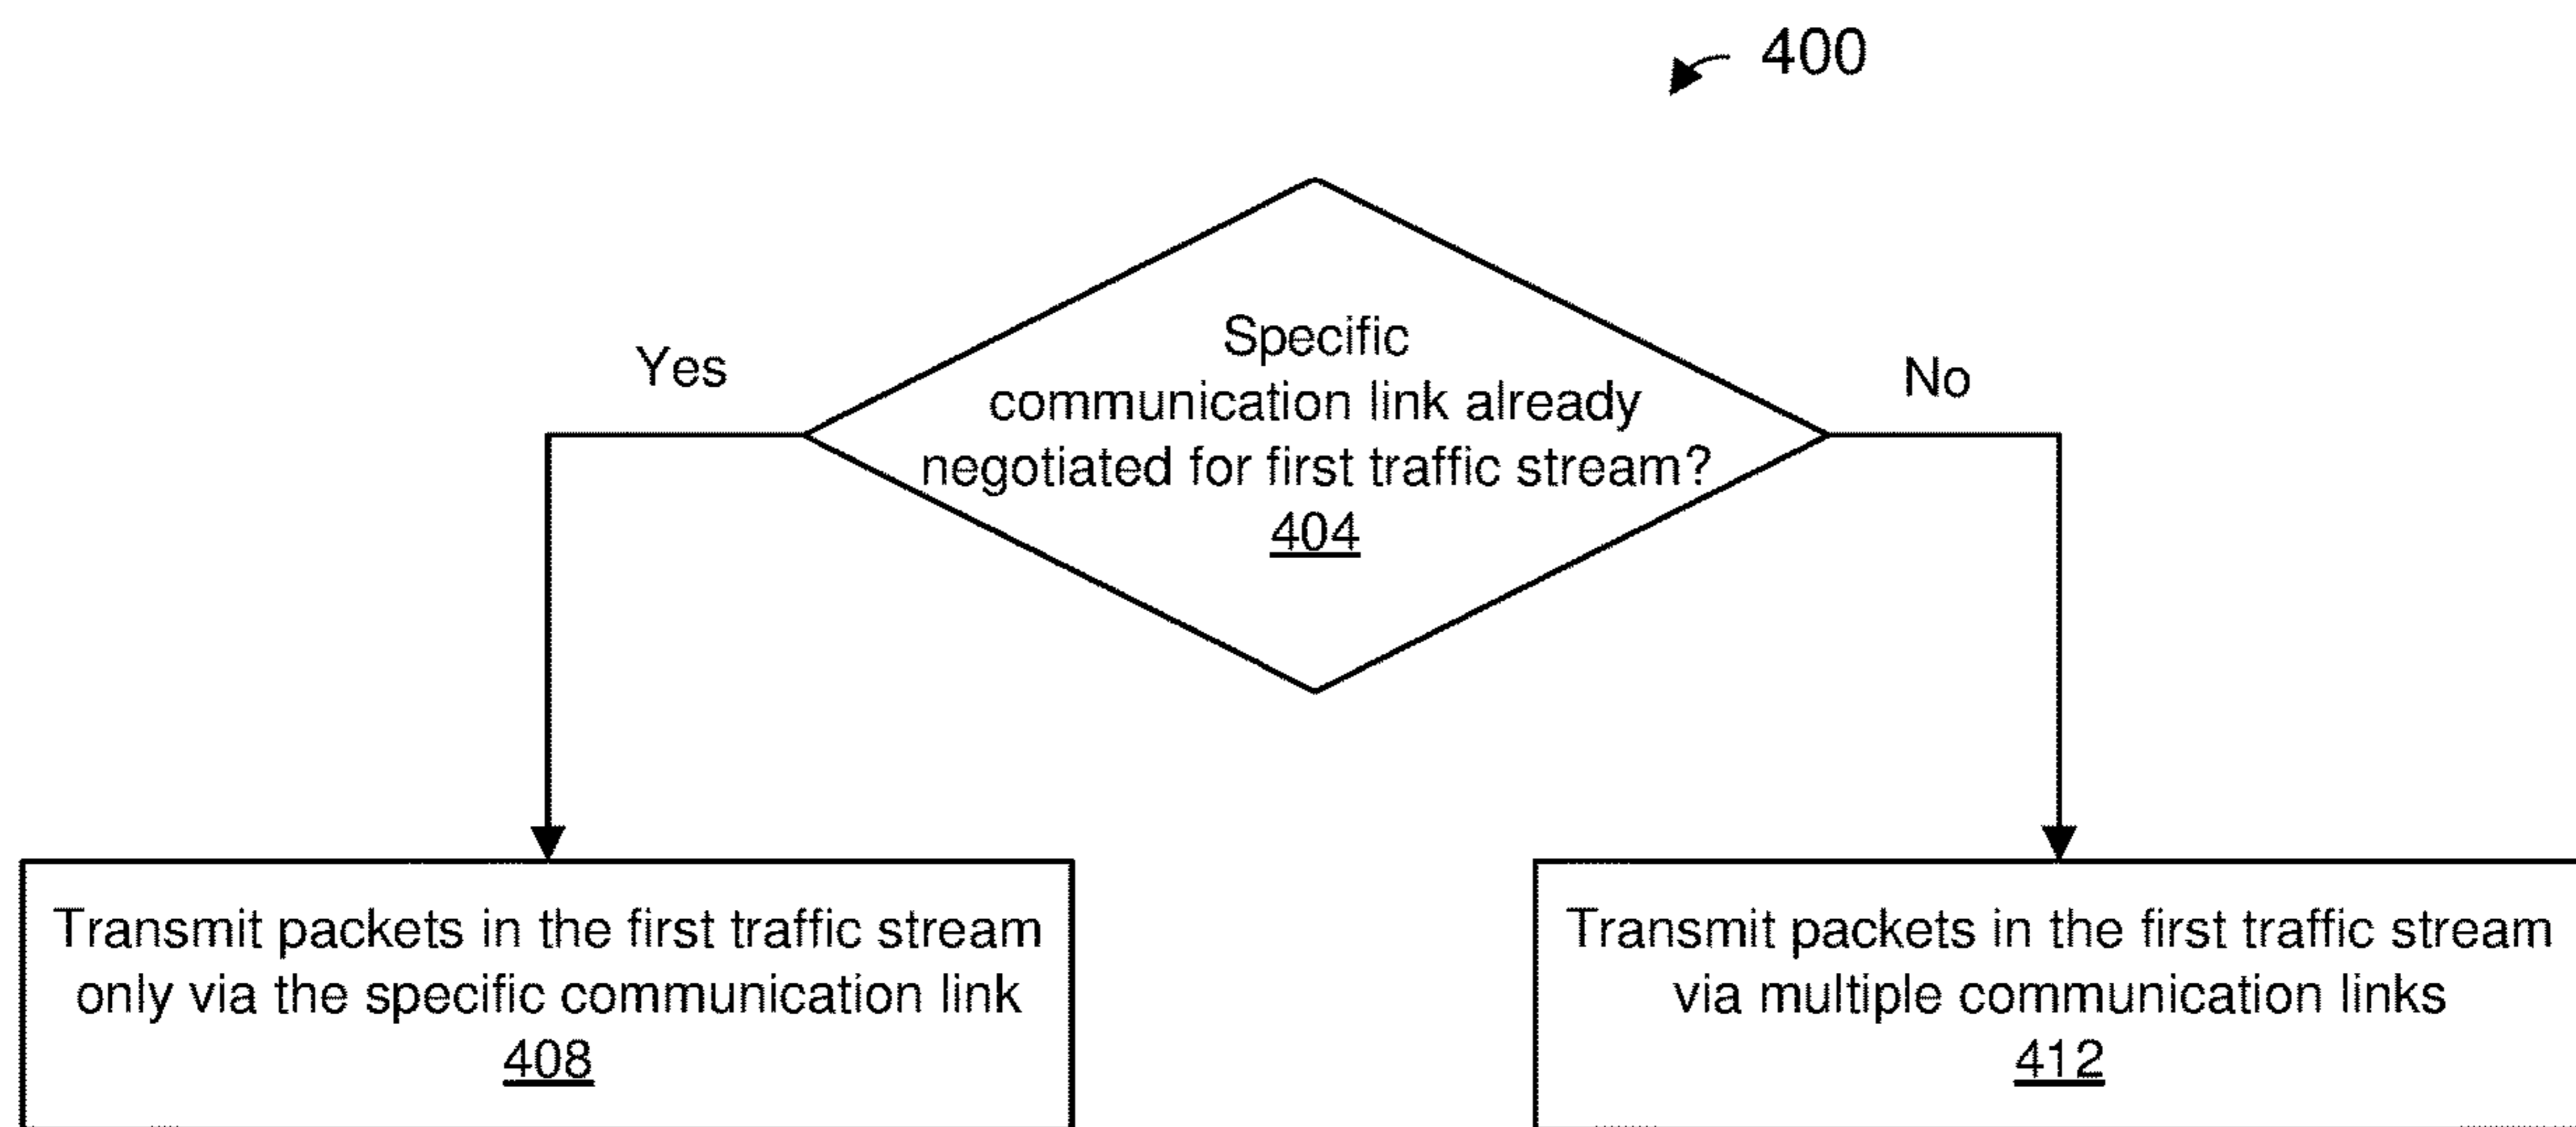 400
Specific
communication link already
negotiated for first traffic stream?
404
Yes
No
Transmit packets in the first traffic stream
only via the specific communication link
408
Transmit packets in the first traffic stream
via multiple communication links
412